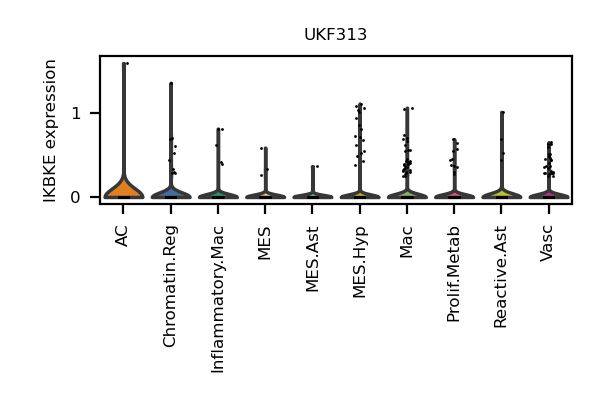 UKF313
IKBKE expression
1
0
AC
Chromatin.Reg
Inflammatory.Mac
MES
MES.Ast
MES.Hyp
Mac
Prolif.Metab
Reactive.Ast
Vasc